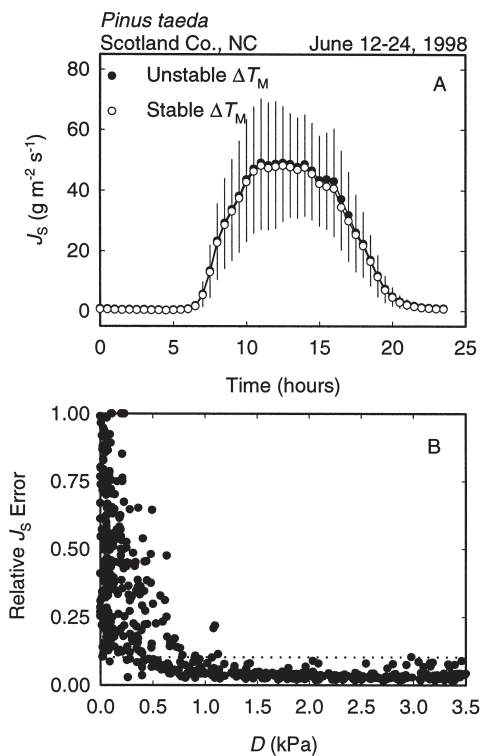 Pinus taeda
Scotland Co., NC June 12-24, 1998
80
60
40
20
0
J_S (g m⁻² s⁻¹)
● Unstable ΔT_M
○ Stable ΔT_M
A
0 5 10 15 20 25
Time (hours)
1.00
0.75
0.50
0.25
0.00
Relative J_S Error
B
0.0 0.5 1.0 1.5 2.0 2.5 3.0 3.5
D (kPa)